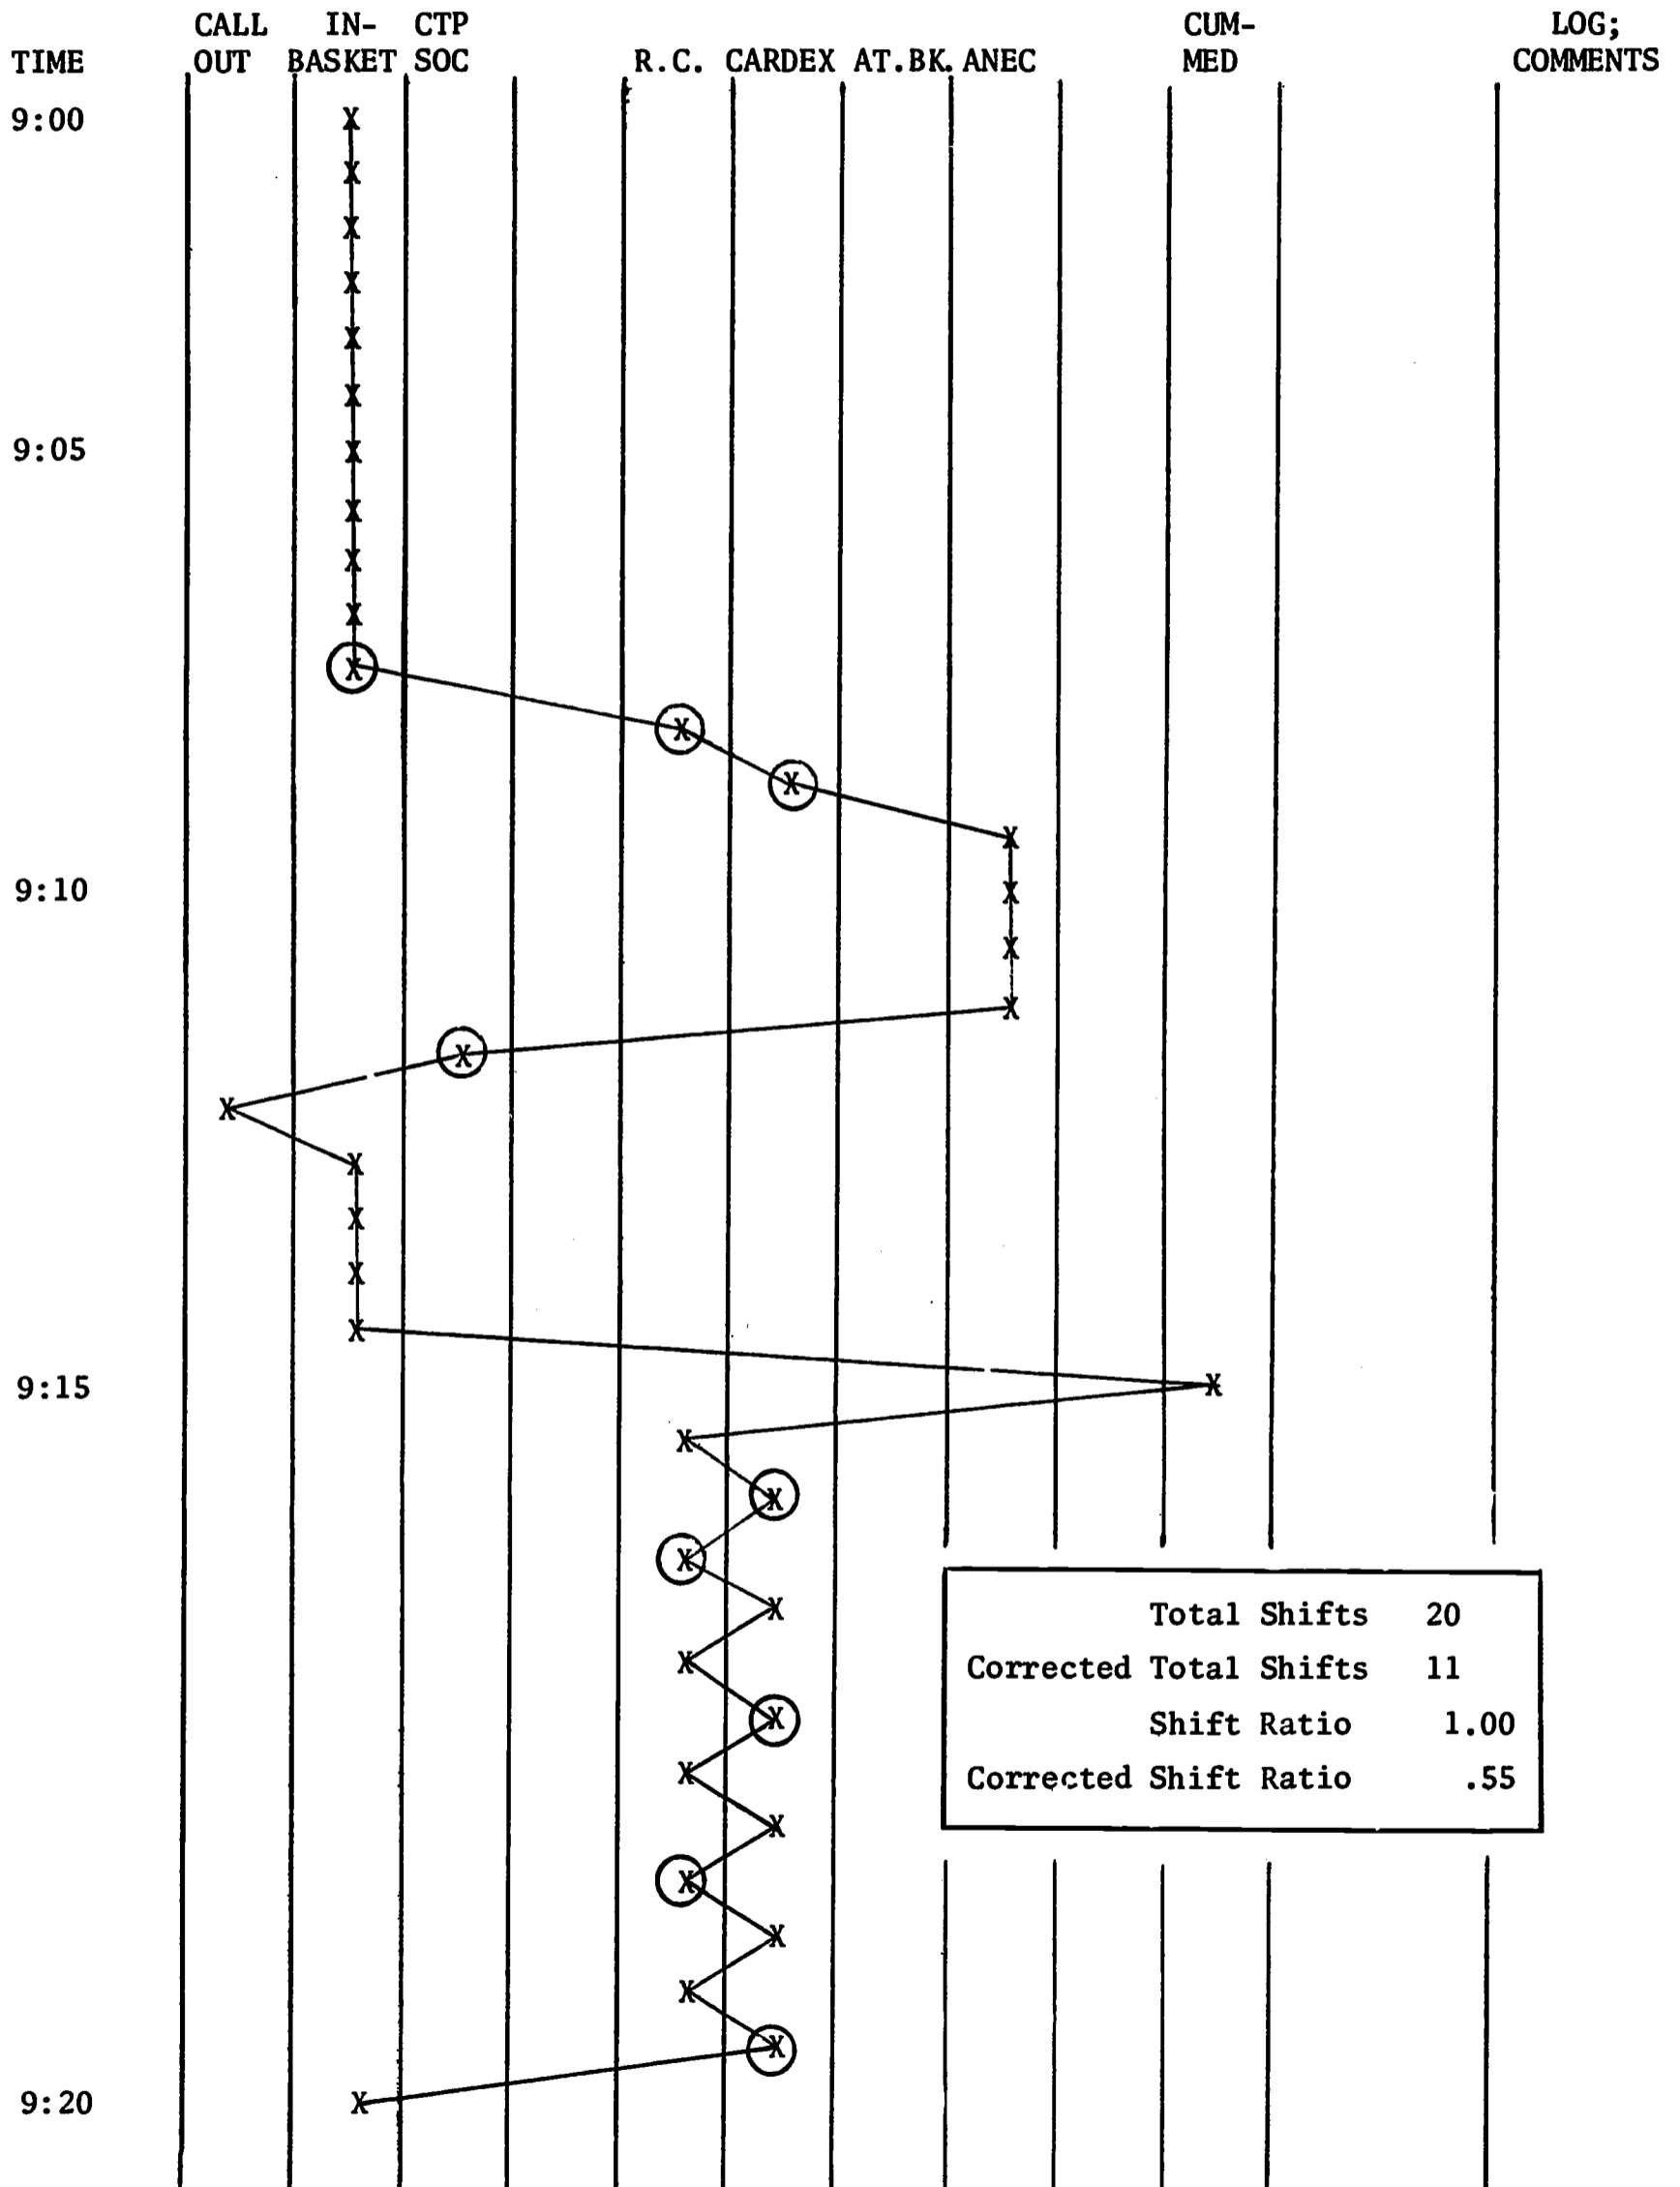 CALL IN- CTP CUM- LOG;
TIME OUT BASKET SOC R.C. CARDEX AT.BK. ANEC MED COMMENTS
9:00 X
X
X
X
X
X
9:05 X
X
X
X
X
X
X
X
9:10 X
X
X
X
X
X
X
X
X
9:15 X
X
X
X
Total Shifts 20
X
Corrected Total Shifts 11
X
Shift Ratio 1.00
X
Corrected Shift Ratio .55
X
X
X
X
X
X
9:20 X